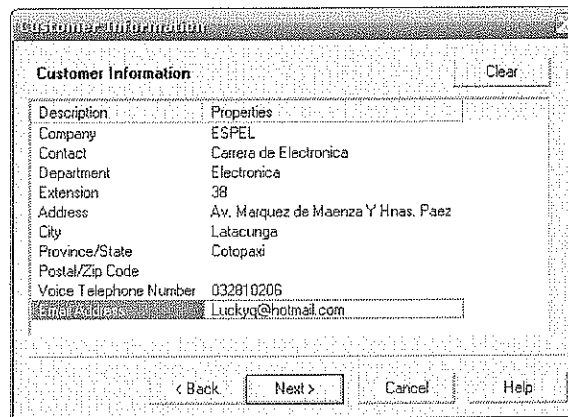 Customer Information
Customer Information Clear
Description Properties
Company ESPEL
Contact Carrera de Electronica
Department Electronica
Extension 38
Address Av. Marquez de Maenza Y Hnas. Paez
City Latacunga
Province/State Cotopaxi
Postal/Zip Code
Voice Telephone Number 032810206
Email Address Luckyq@hotmail.com
< Back Next > Cancel Help